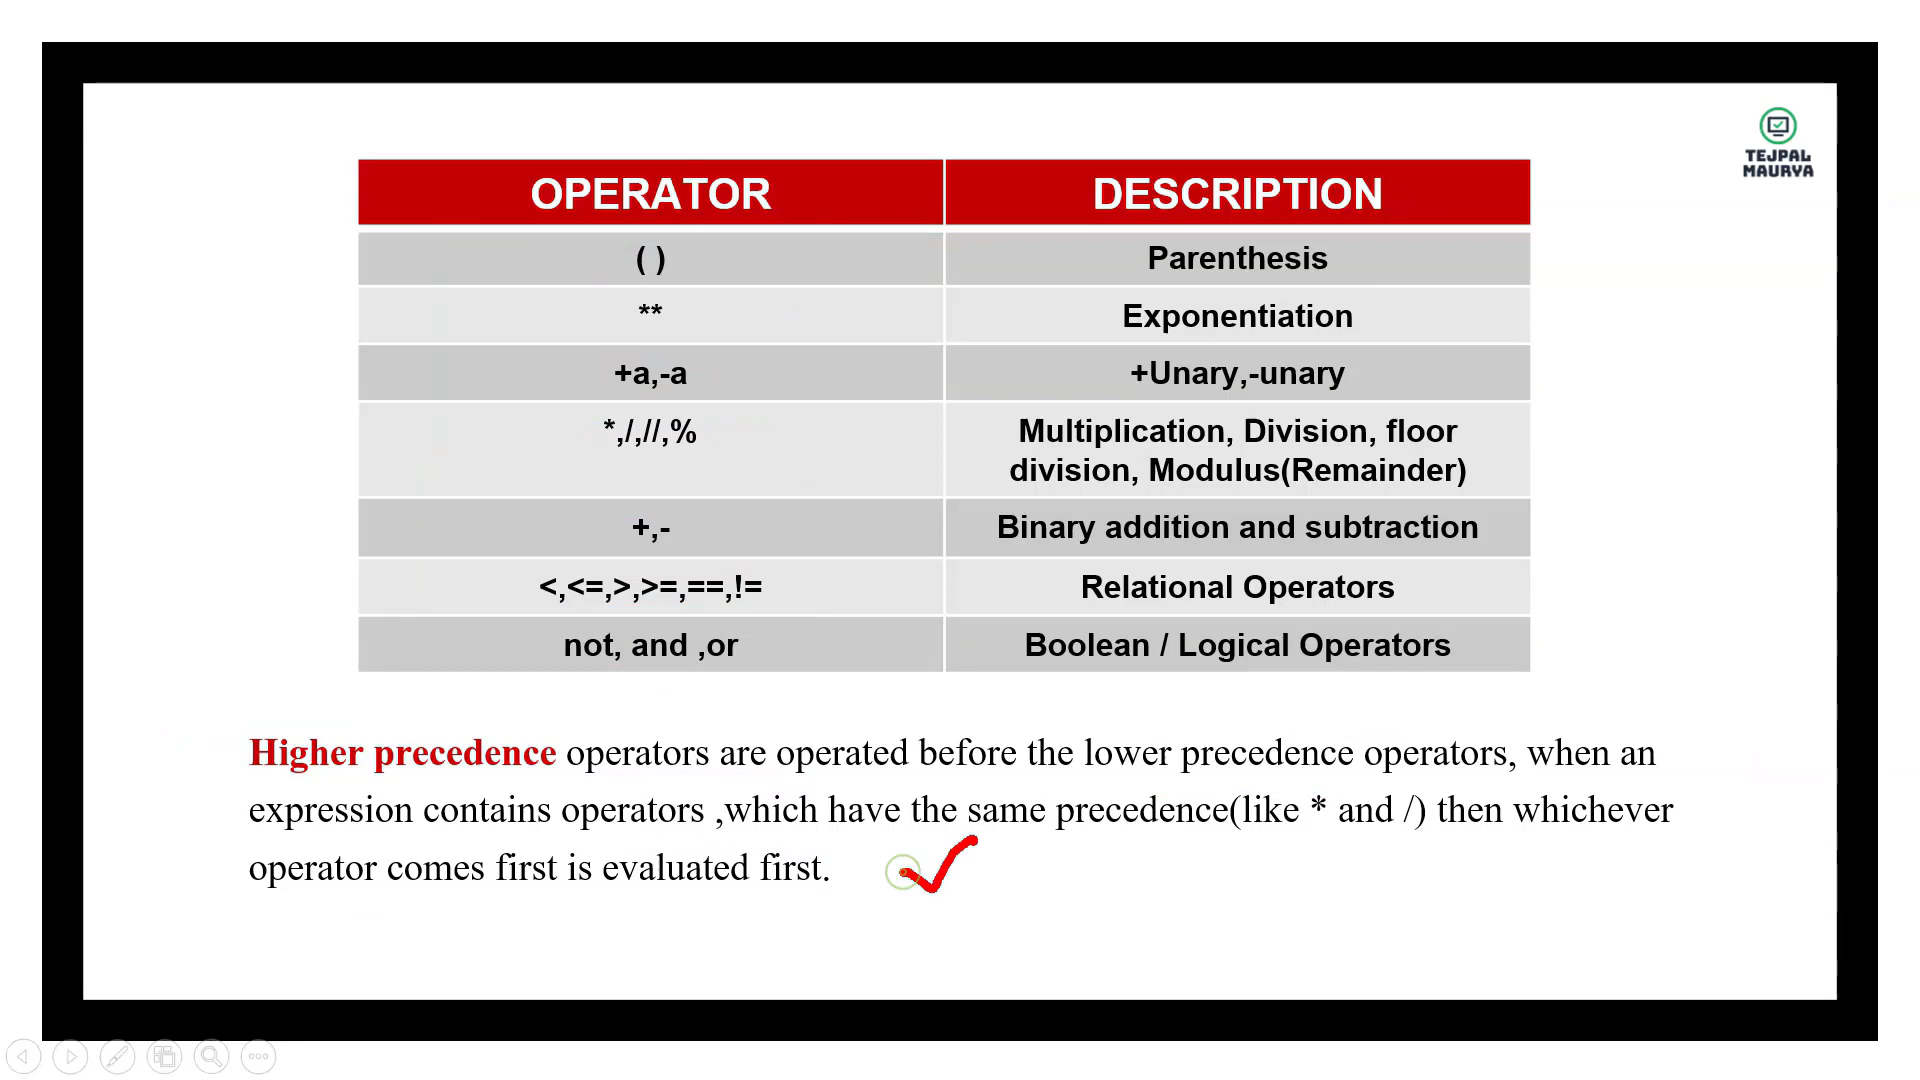 TEJPAL
MAURYA
OPERATOR DESCRIPTION
( ) Parenthesis
** Exponentiation
+a,-a +Unary,-unary
*,/,//,% Multiplication, Division, floor
division, Modulus(Remainder)
+,- Binary addition and subtraction
<,<=,>,>=,==,!= Relational Operators
not, and ,or Boolean / Logical Operators
Higher precedence operators are operated before the lower precedence operators, when an
expression contains operators ,which have the same precedence(like * and /) then whichever
operator comes first is evaluated first.